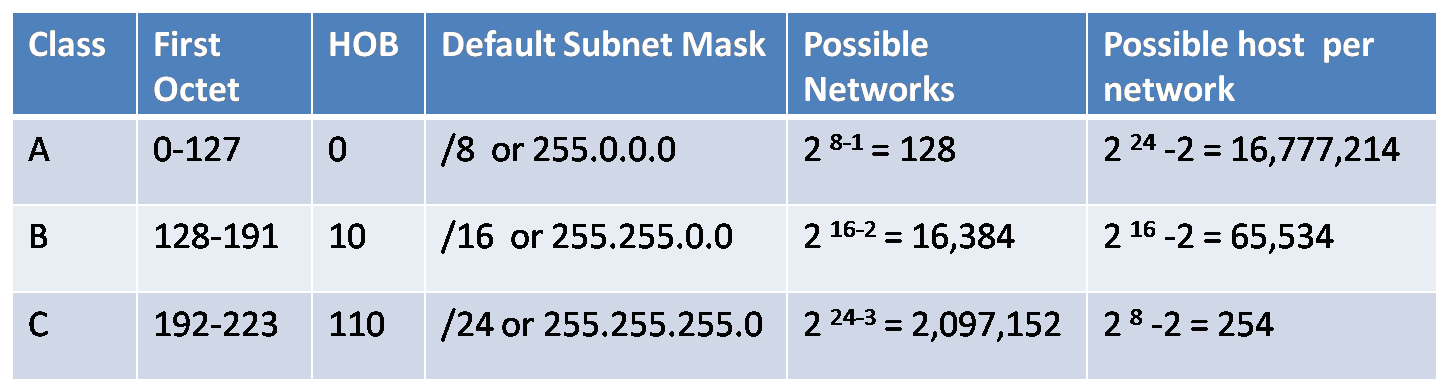 Class First Octet HOB Default Subnet Mask Possible Networks Possible host per network
A 0-127 0 /8 or 255.0.0.0 2 8-1 = 128 2 24 -2 = 16,777,214
B 128-191 10 /16 or 255.255.0.0 2 16-2 = 16,384 2 16 -2 = 65,534
C 192-223 110 /24 or 255.255.255.0 2 24-3 = 2,097,152 2 8 -2 = 254